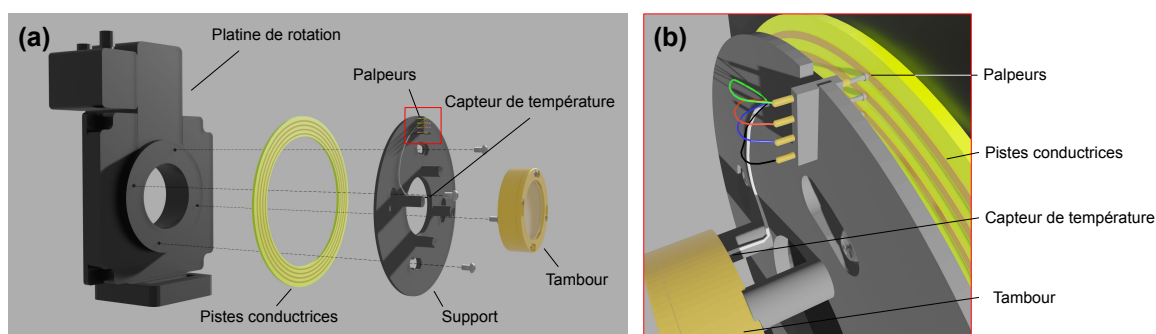 (a)
Platine de rotation
Palpeurs
Capteur de température
Tambour
Pistes conductrices
Support
(b)
Palpeurs
Pistes conductrices
Capteur de température
Tambour